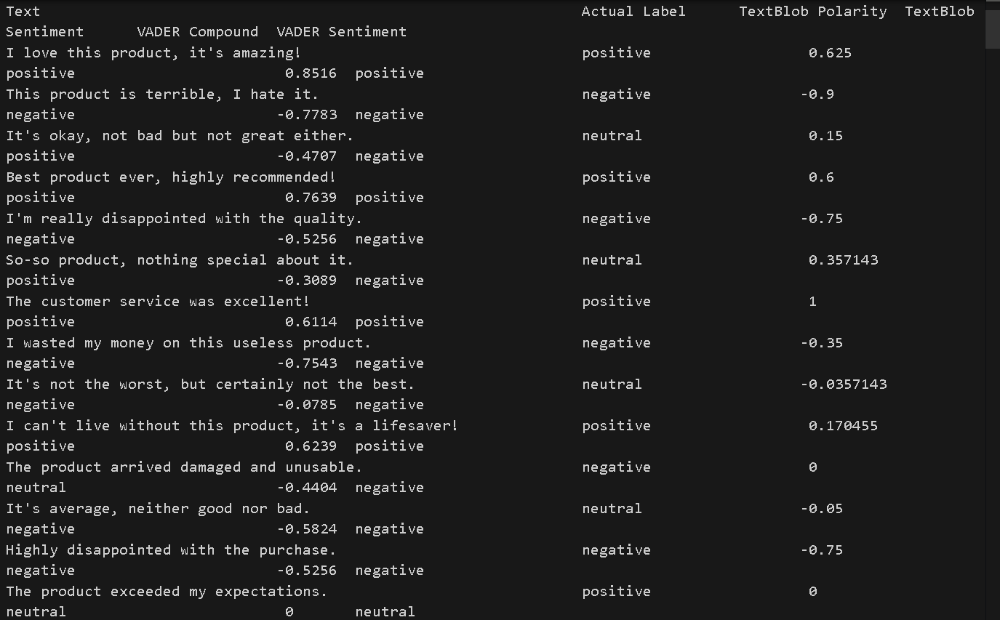 Text Actual Label TextBlob Polarity TextBlob
Sentiment VADER Compound VADER Sentiment
I love this product, it's amazing! positive 0.625
positive 0.8516 positive
This product is terrible, I hate it. negative -0.9
negative -0.7783 negative
It's okay, not bad but not great either. neutral 0.15
positive -0.4707 negative
Best product ever, highly recommended! positive 0.6
positive 0.7639 positive
I'm really disappointed with the quality. negative -0.75
negative -0.5256 negative
So-so product, nothing special about it. neutral 0.357143
positive -0.3089 negative
The customer service was excellent! positive 1
positive 0.6114 positive
I wasted my money on this useless product. negative -0.35
negative -0.7543 negative
It's not the worst, but certainly not the best. neutral -0.0357143
negative -0.0785 negative
I can't live without this product, it's a lifesaver! positive 0.170455
positive 0.6239 positive
The product arrived damaged and unusable. negative 0
neutral -0.4404 negative
It's average, neither good nor bad. neutral -0.05
negative -0.5824 negative
Highly disappointed with the purchase. negative -0.75
negative -0.5256 negative
The product exceeded my expectations. positive 0
neutral 0 neutral